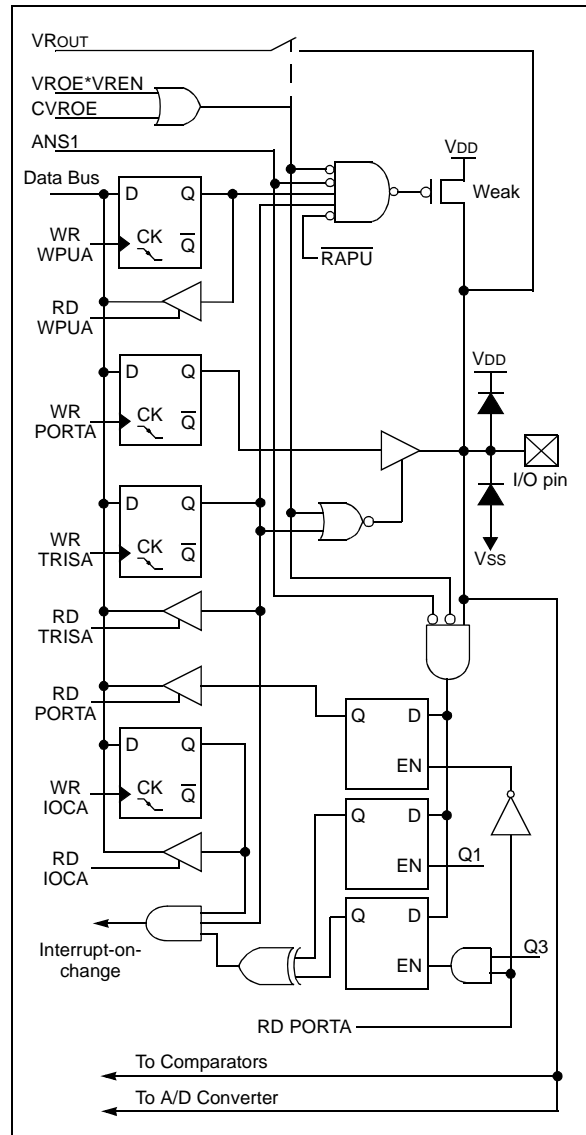 VROUT
VROE*VREN
CVROE
ANS1
VDD
Data Bus
D Q
Weak
WR
WPUA
CK Q
RAPU
RD
WPUA
VDD
D Q
WR
PORTA
CK Q
I/O pin
D Q
WR
TRISA
CK Q
VSS
RD
TRISA
RD
PORTA
Q D
EN
D Q
WR
IOCA
CK Q
Q D
EN
Q1
RD
IOCA
Q D
EN
Q3
Interrupt-on-
change
RD PORTA
To Comparators
To A/D Converter